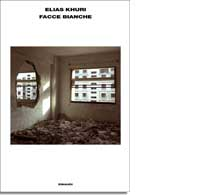 ELIAS KHURI
FACCE BIANCHE
EINAUDI